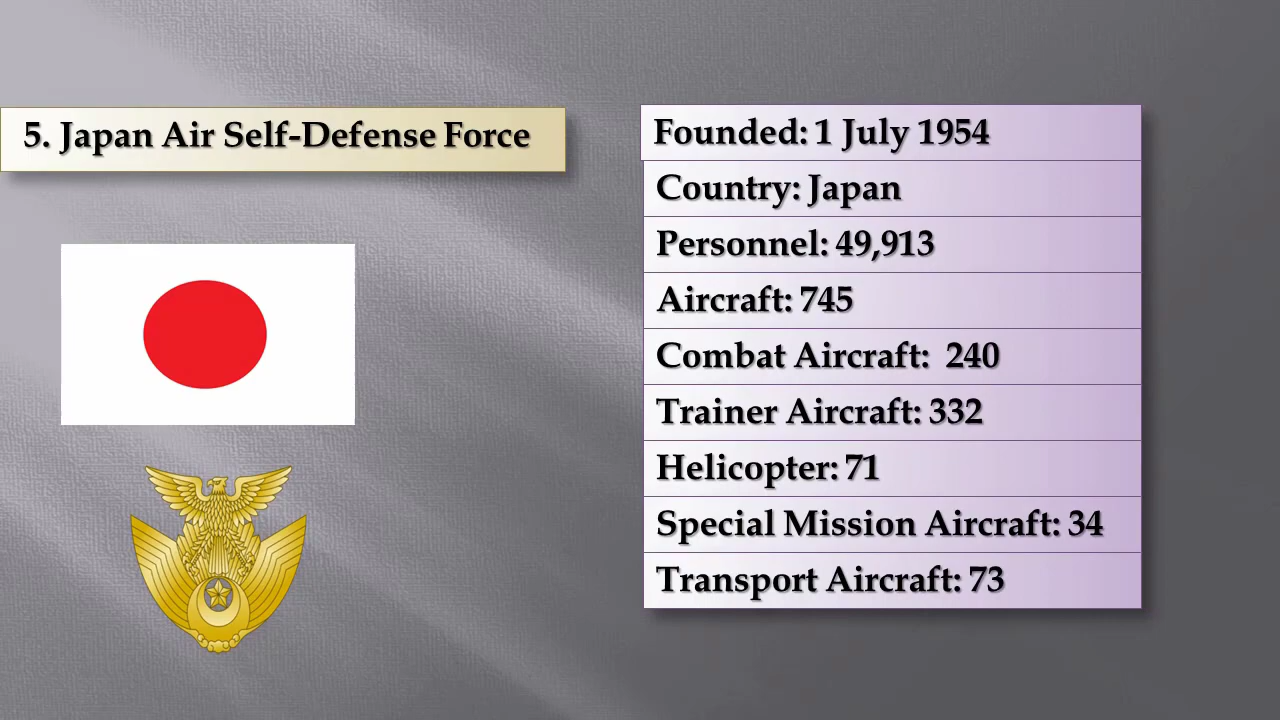 5. Japan Air Self-Defense Force
Founded: 1 July 1954
Country: Japan
Personnel: 49,913
Aircraft: 745
Combat Aircraft:  240
Trainer Aircraft: 332
Helicopter: 71
Special Mission Aircraft: 34
Transport Aircraft: 73